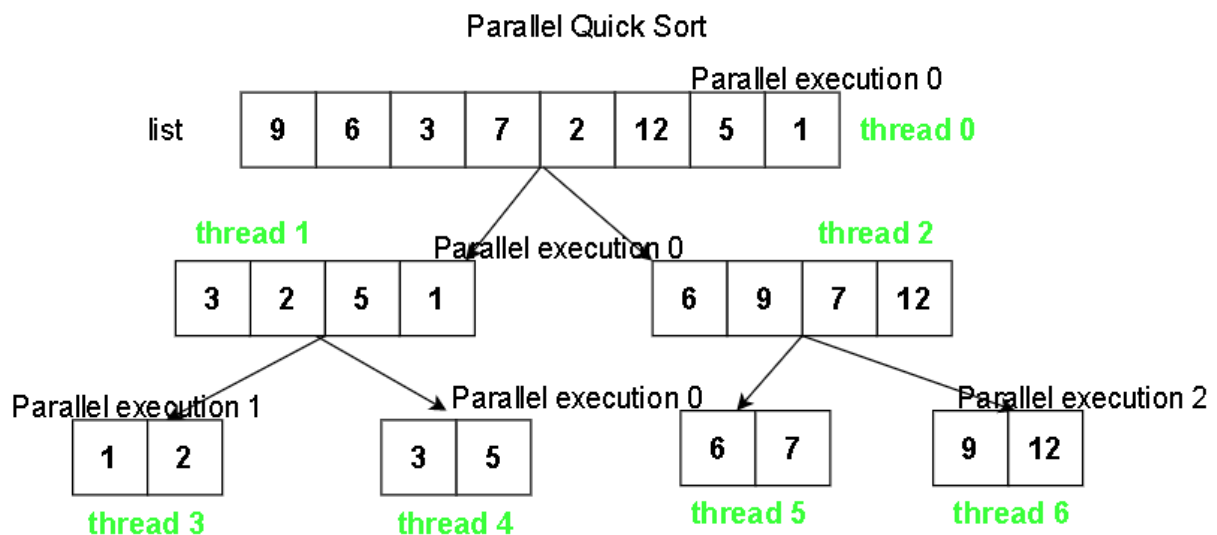 Parallel Quick Sort
Parallel execution 0
list 9 6 3 7 2 12 5 1 thread 0
thread 1 thread 2
Parallel execution 0
3 2 5 1 6 9 7 12
Parallel execution 1 Parallel execution 0 Parallel execution 2
1 2 3 5 6 7 9 12
thread 3 thread 4 thread 5 thread 6